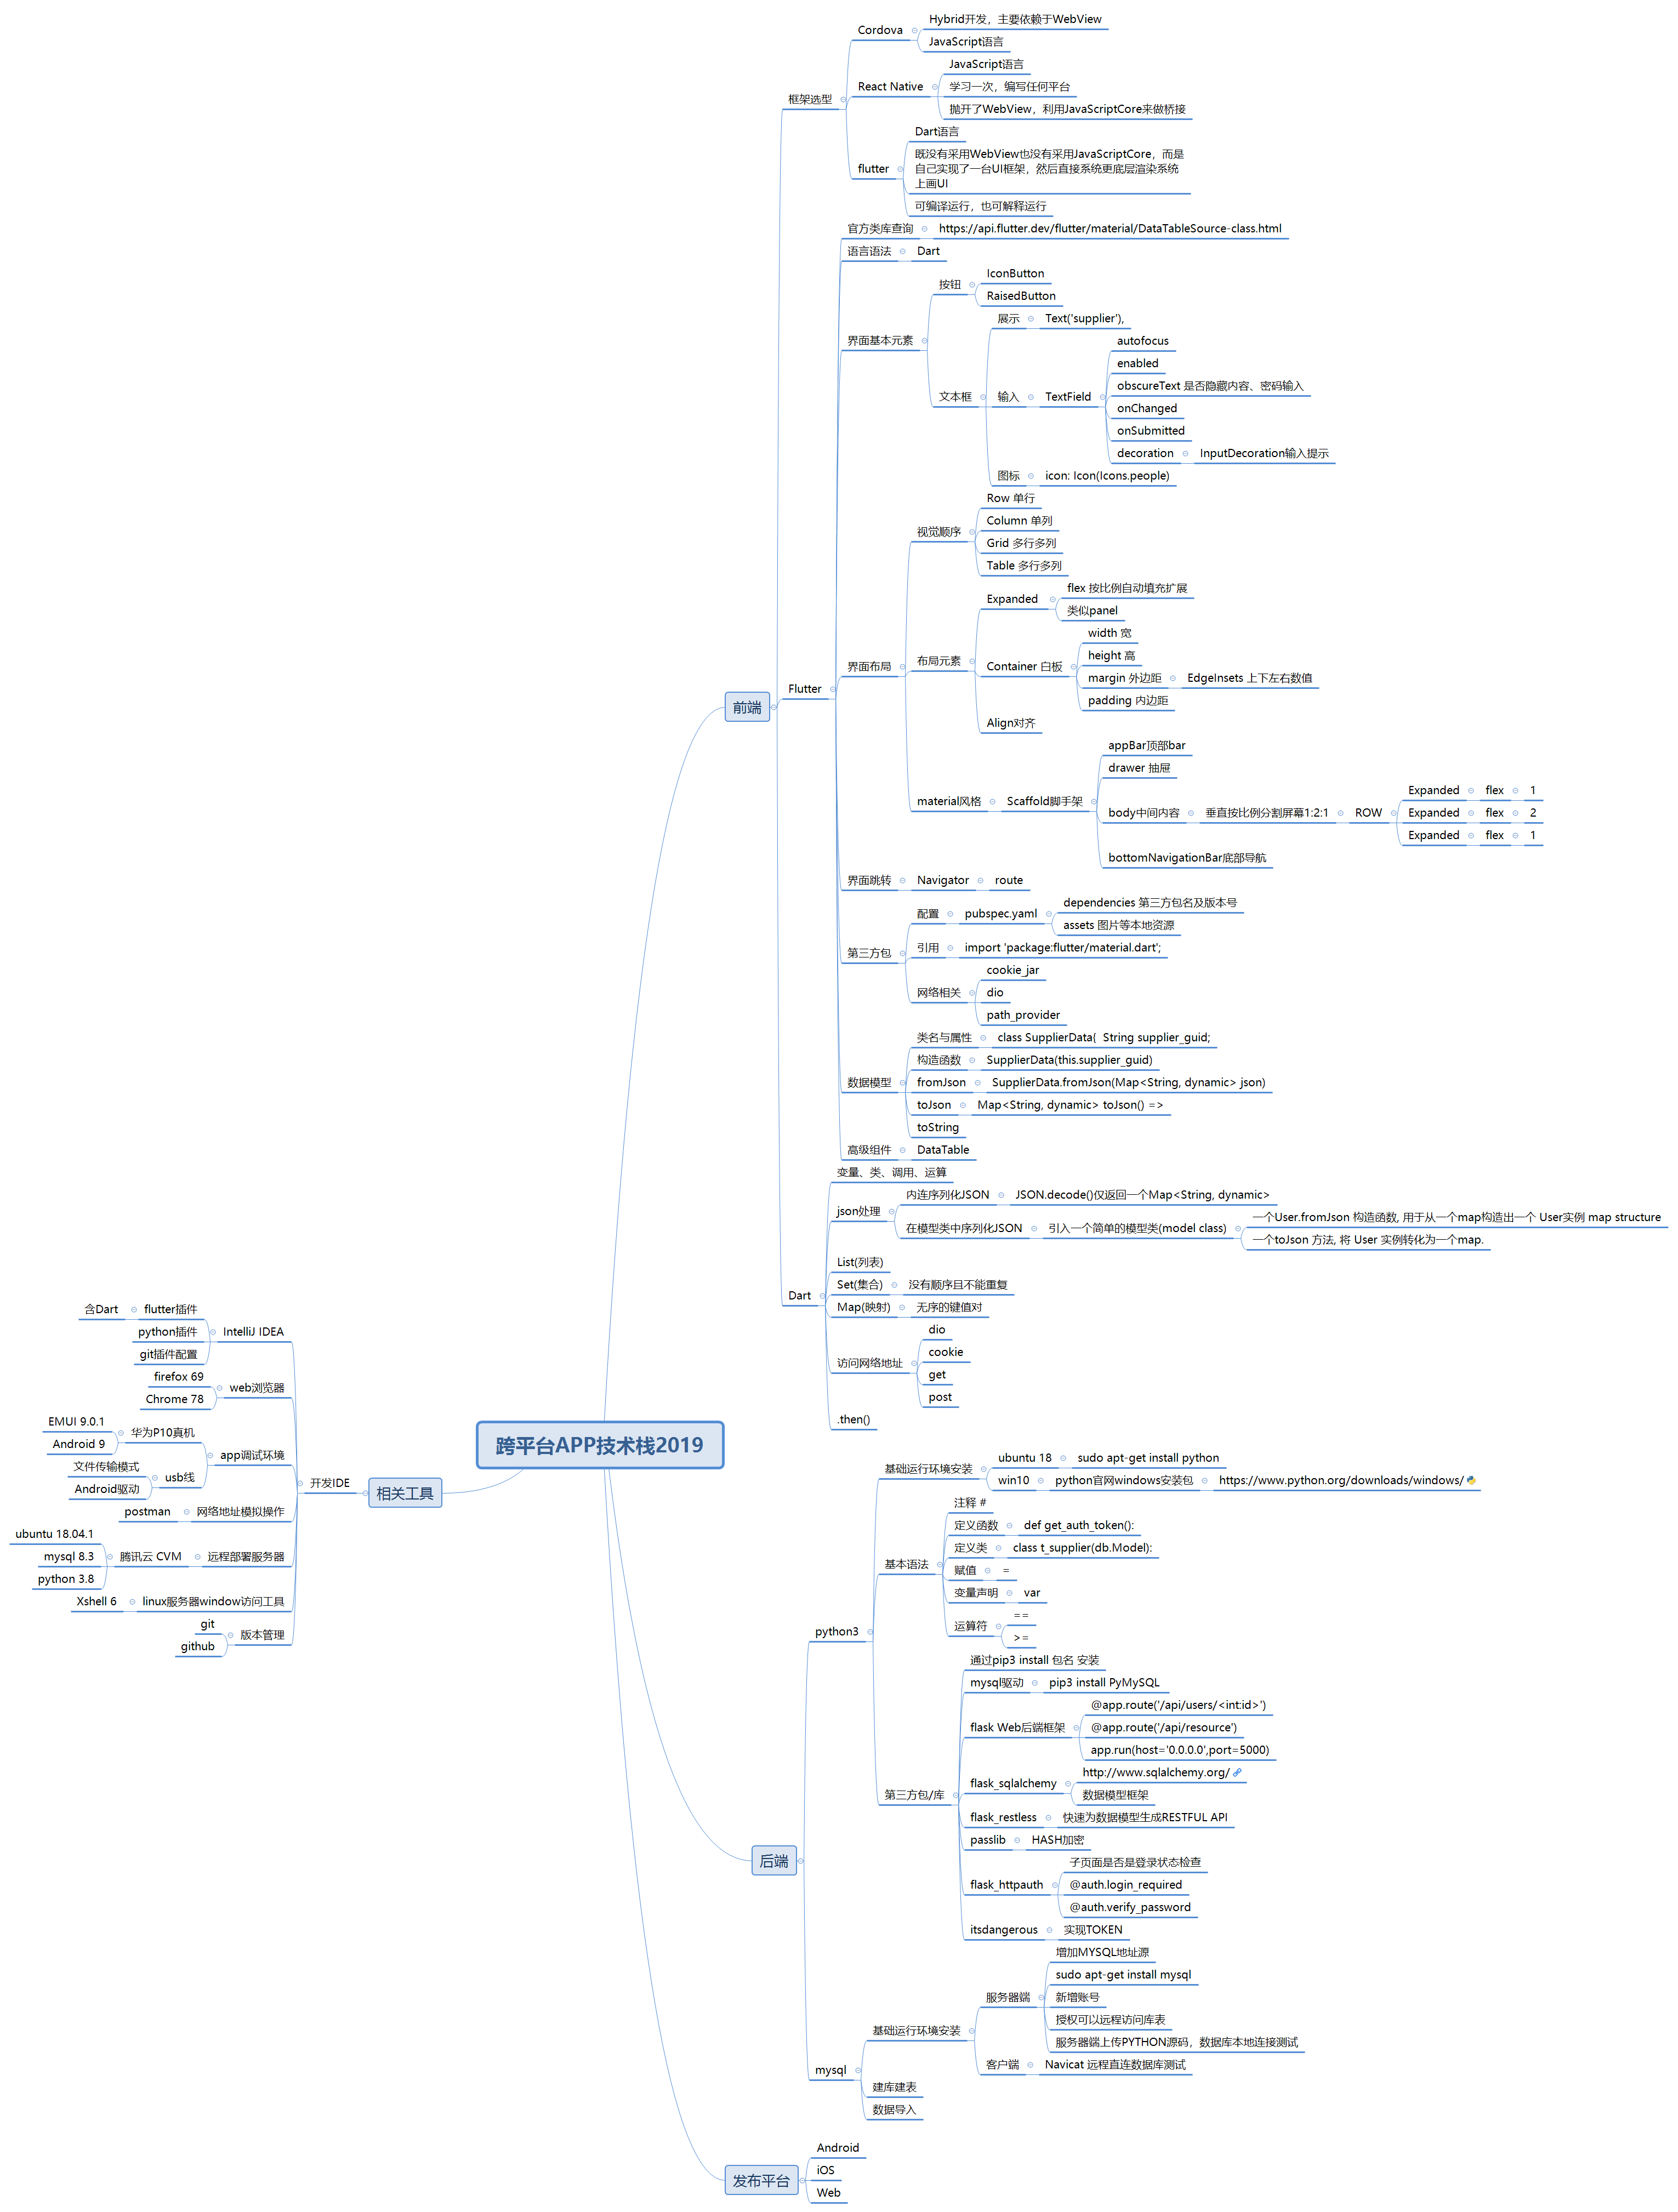 跨平台APP技术栈2019
前端
框架选型
Cordova
Hybrid开发，主要依赖于WebView
JavaScript语言
React Native
JavaScript语言
学习一次，编写任何平台
抛开了WebView，利用JavaScriptCore来做桥接
flutter
Dart语言
既没有采用WebView也没有采用JavaScriptCore，而是
自己实现了一台UI框架，然后直接系统更底层渲染系统
上画UI
可编译运行，也可解释运行
Flutter
官方类库查询
https://api.flutter.dev/flutter/material/DataTableSource-class.html
语言语法
Dart
界面基本元素
按钮
IconButton
RaisedButton
文本框
展示
Text('supplier'),
输入
TextField
autofocus
enabled
obscureText 是否隐藏内容、密码输入
onChanged
onSubmitted
decoration
InputDecoration输入提示
图标
icon: Icon(Icons.people)
界面布局
视觉顺序
Row 单行
Column 单列
Grid 多行多列
Table 多行多列
布局元素
Expanded
flex 按比例自动填充扩展
类似panel
Container 白板
width 宽
height 高
margin 外边距
EdgeInsets 上下左右数值
padding 内边距
Align对齐
material风格
Scaffold脚手架
appBar顶部bar
drawer 抽屉
body中间内容
垂直按比例分割屏幕1:2:1
ROW
Expanded
flex
1
Expanded
flex
2
Expanded
flex
1
bottomNavigationBar底部导航
界面跳转
Navigator
route
第三方包
配置
pubspec.yaml
dependencies 第三方包名及版本号
assets 图片等本地资源
引用
import 'package:flutter/material.dart';
网络相关
cookie_jar
dio
path_provider
数据模型
类名与属性
class SupplierData{  String supplier_guid;
构造函数
SupplierData(this.supplier_guid)
fromJson
SupplierData.fromJson(Map<String, dynamic> json)
toJson
Map<String, dynamic> toJson() =>
toString
高级组件
DataTable
Dart
变量、类、调用、运算
json处理
内连序列化JSON
JSON.decode()仅返回一个Map<String, dynamic>
在模型类中序列化JSON
引入一个简单的模型类(model class)
一个User.fromJson 构造函数, 用于从一个map构造出一个 User实例 map structure
一个toJson 方法, 将 User 实例转化为一个map.
List(列表)
Set(集合)
没有顺序且不能重复
Map(映射)
无序的键值对
访问网络地址
dio
cookie
get
post
.then()
后端
python3
基础运行环境安装
ubuntu 18
sudo apt-get install python
win10
python官网windows安装包
https://www.python.org/downloads/windows/
基本语法
注释 #
定义函数
def get_auth_token():
定义类
class t_supplier(db.Model):
赋值
=
变量声明
var
运算符
==
>=
第三方包/库
通过pip3 install 包名 安装
mysql驱动
pip3 install PyMySQL
flask Web后端框架
@app.route('/api/users/<int:id>')
@app.route('/api/resource')
app.run(host='0.0.0.0',port=5000)
flask_sqlalchemy
http://www.sqlalchemy.org/
数据模型框架
flask_restless
快速为数据模型生成RESTFUL API
passlib
HASH加密
flask_httpauth
子页面是否是登录状态检查
@auth.login_required
@auth.verify_password
itsdangerous
实现TOKEN
mysql
基础运行环境安装
服务器端
增加MYSQL地址源
sudo apt-get install mysql
新增账号
授权可以远程访问库表
服务器端上传PYTHON源码，数据库本地连接测试
客户端
Navicat 远程直连数据库测试
建库建表
数据导入
发布平台
Android
iOS
Web
相关工具
开发IDE
IntelliJ IDEA
flutter插件
含Dart
python插件
git插件配置
web浏览器
firefox 69
Chrome 78
app调试环境
华为P10真机
EMUI 9.0.1
Android 9
usb线
文件传输模式
Android驱动
网络地址模拟操作
postman
远程部署服务器
腾讯云 CVM
ubuntu 18.04.1
mysql 8.3
python 3.8
linux服务器window访问工具
Xshell 6
版本管理
git
github